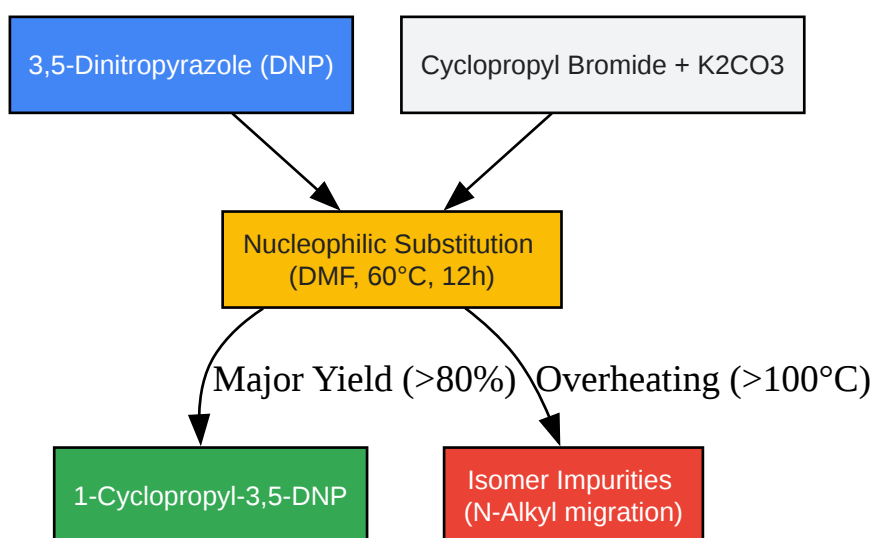 3,5-Dinitropyrazole (DNP)
Cyclopropyl Bromide + K2CO3
Nucleophilic Substitution
(DMF, 60°C, 12h)
Major Yield (>80%)
Overheating (>100°C)
1-Cyclopropyl-3,5-DNP
Isomer Impurities
(N-Alkyl migration)